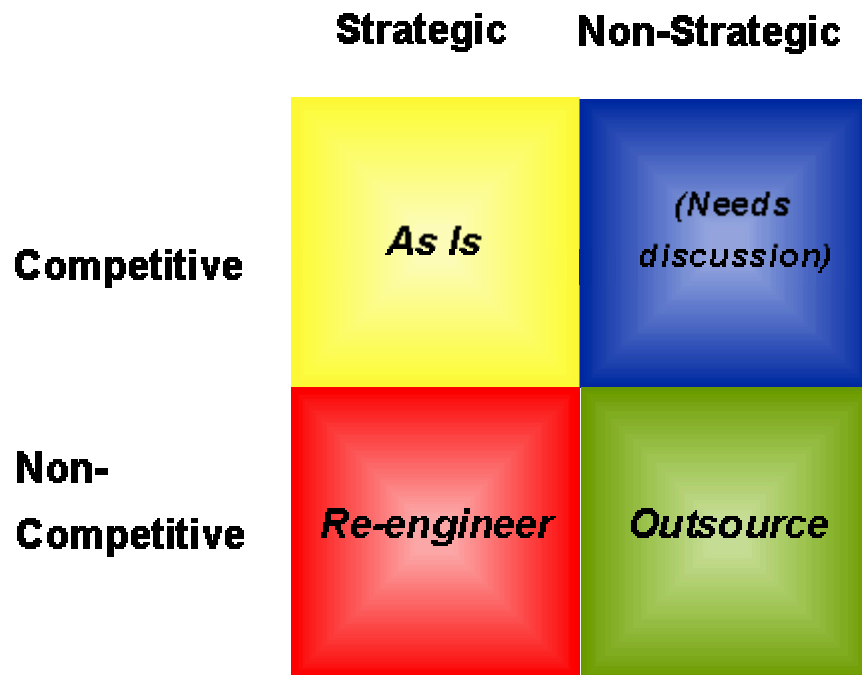 Strategic
Non-Strategic
Competitive
As Is
(Needs
discussion)
Non-
Competitive
Re-engineer
Outsource